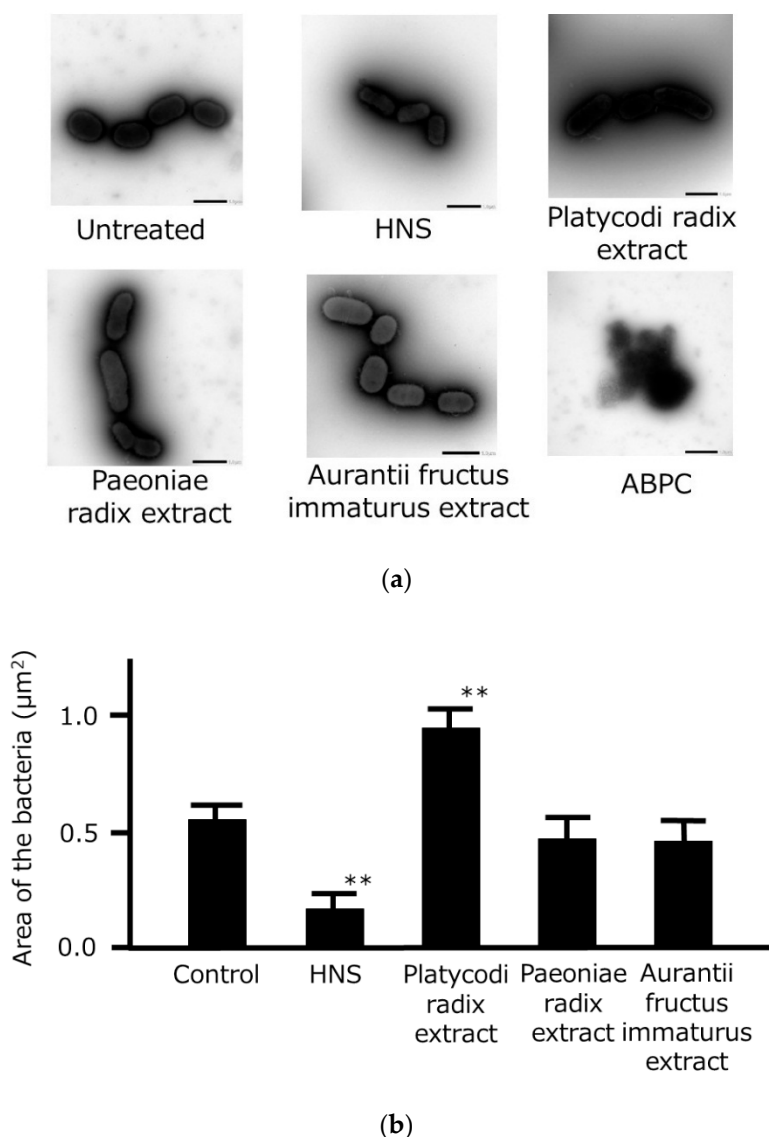 Untreated
HNS
Platycodi radix
extract
Paeoniae
radix extract
Aurantii fructus
immaturus extract
ABPC
(a)
Area of the bacteria (µm²)
1.0
0.5
0.0
**
**
Control
HNS
Platycodi
radix
extract
Paeoniae
radix
extract
Aurantii
fructus
immaturus
extract
(b)